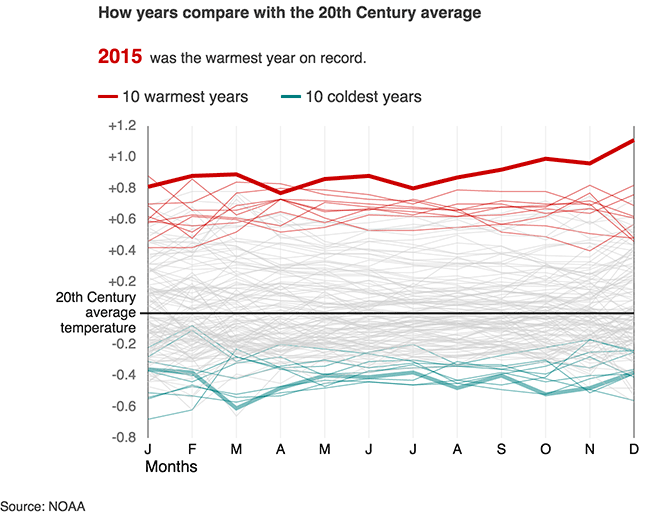 How years compare with the 20th Century average
2015 was the warmest year on record.
10 warmest years 10 coldest years
+1.2
+1.0
+0.8
+0.6
+0.4
+0.2
20th Century
average
temperature
-0.2
-0.4
-0.6
-0.8
J F M A M J J A S O N D
Months
Source: NOAA